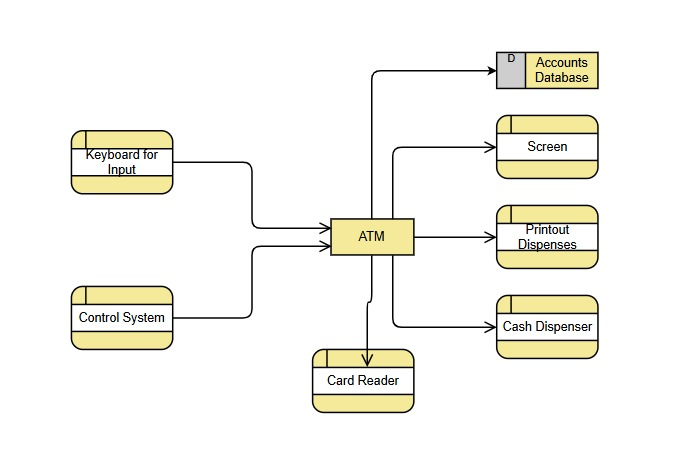 D
Accounts
Database
Screen
Keyboard for
Input
ATM
Printout
Dispenses
Control System
Cash Dispenser
Card Reader